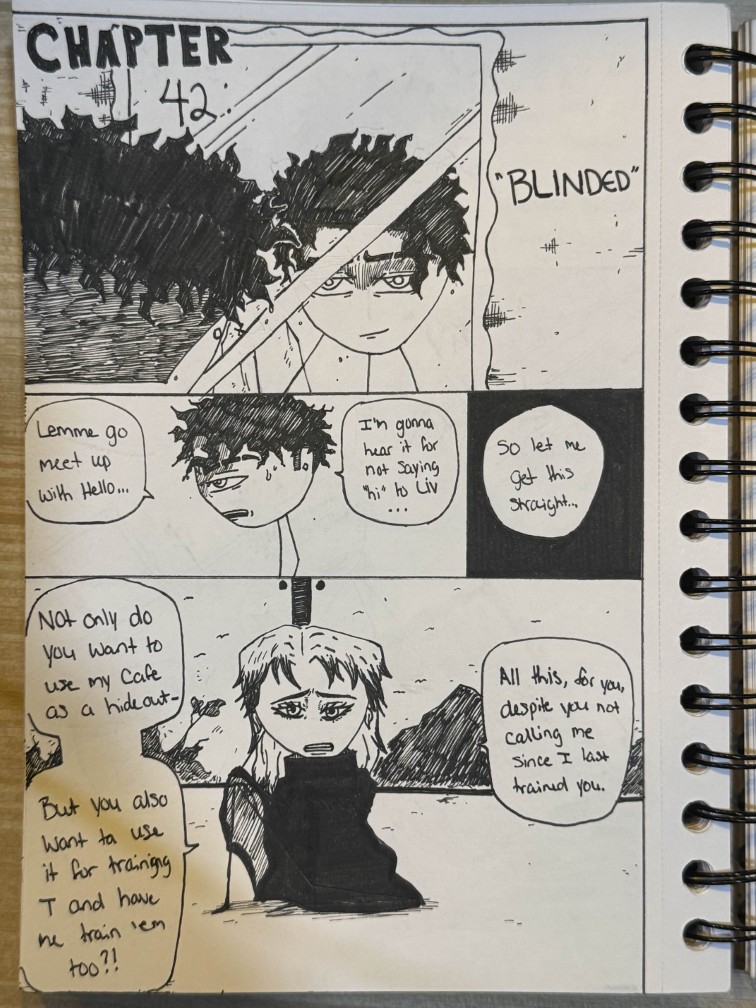 CHAPTER
42
"BLINDED"
Lemme go
meet up
with Hello...
I'm gonna
hear it for
not saying
"hi" to Liv
...
So let me
get this
straight...
Not only do
you want to
use my Cafe
as a hideout-
But you also
want ta use
it for trainigng
T and have
me train 'em
too?!
All this, for you,
despite you not
calling me
since I last
trained you.